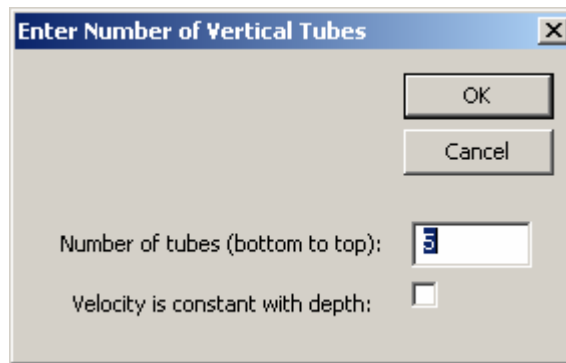 Enter Number of Vertical Tubes
OK
Cancel
Number of tubes (bottom to top): 5
Velocity is constant with depth: